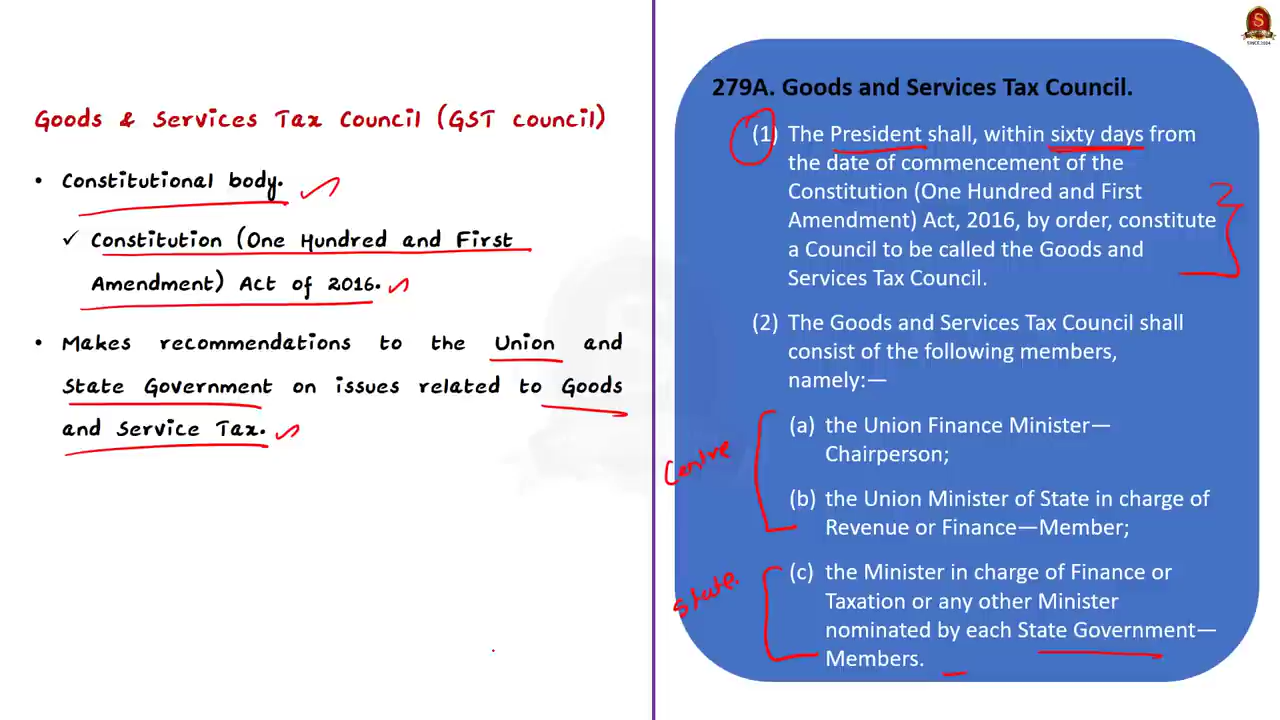 Goods & Services Tax Council (GST council)
• Constitutional body.
✓ Constitution (One Hundred and First
Amendment) Act of 2016.
• Makes recommendations to the Union and
State Government on issues related to Goods
and Service Tax.
279A. Goods and Services Tax Council.
(1) The President shall, within sixty days from
the date of commencement of the
Constitution (One Hundred and First
Amendment) Act, 2016, by order, constitute
a Council to be called the Goods and
Services Tax Council.
(2) The Goods and Services Tax Council shall
consist of the following members,
namely:—
Centre
(a) the Union Finance Minister—
Chairperson;
(b) the Union Minister of State in charge of
Revenue or Finance—Member;
State.
(c) the Minister in charge of Finance or
Taxation or any other Minister
nominated by each State Government—
Members.